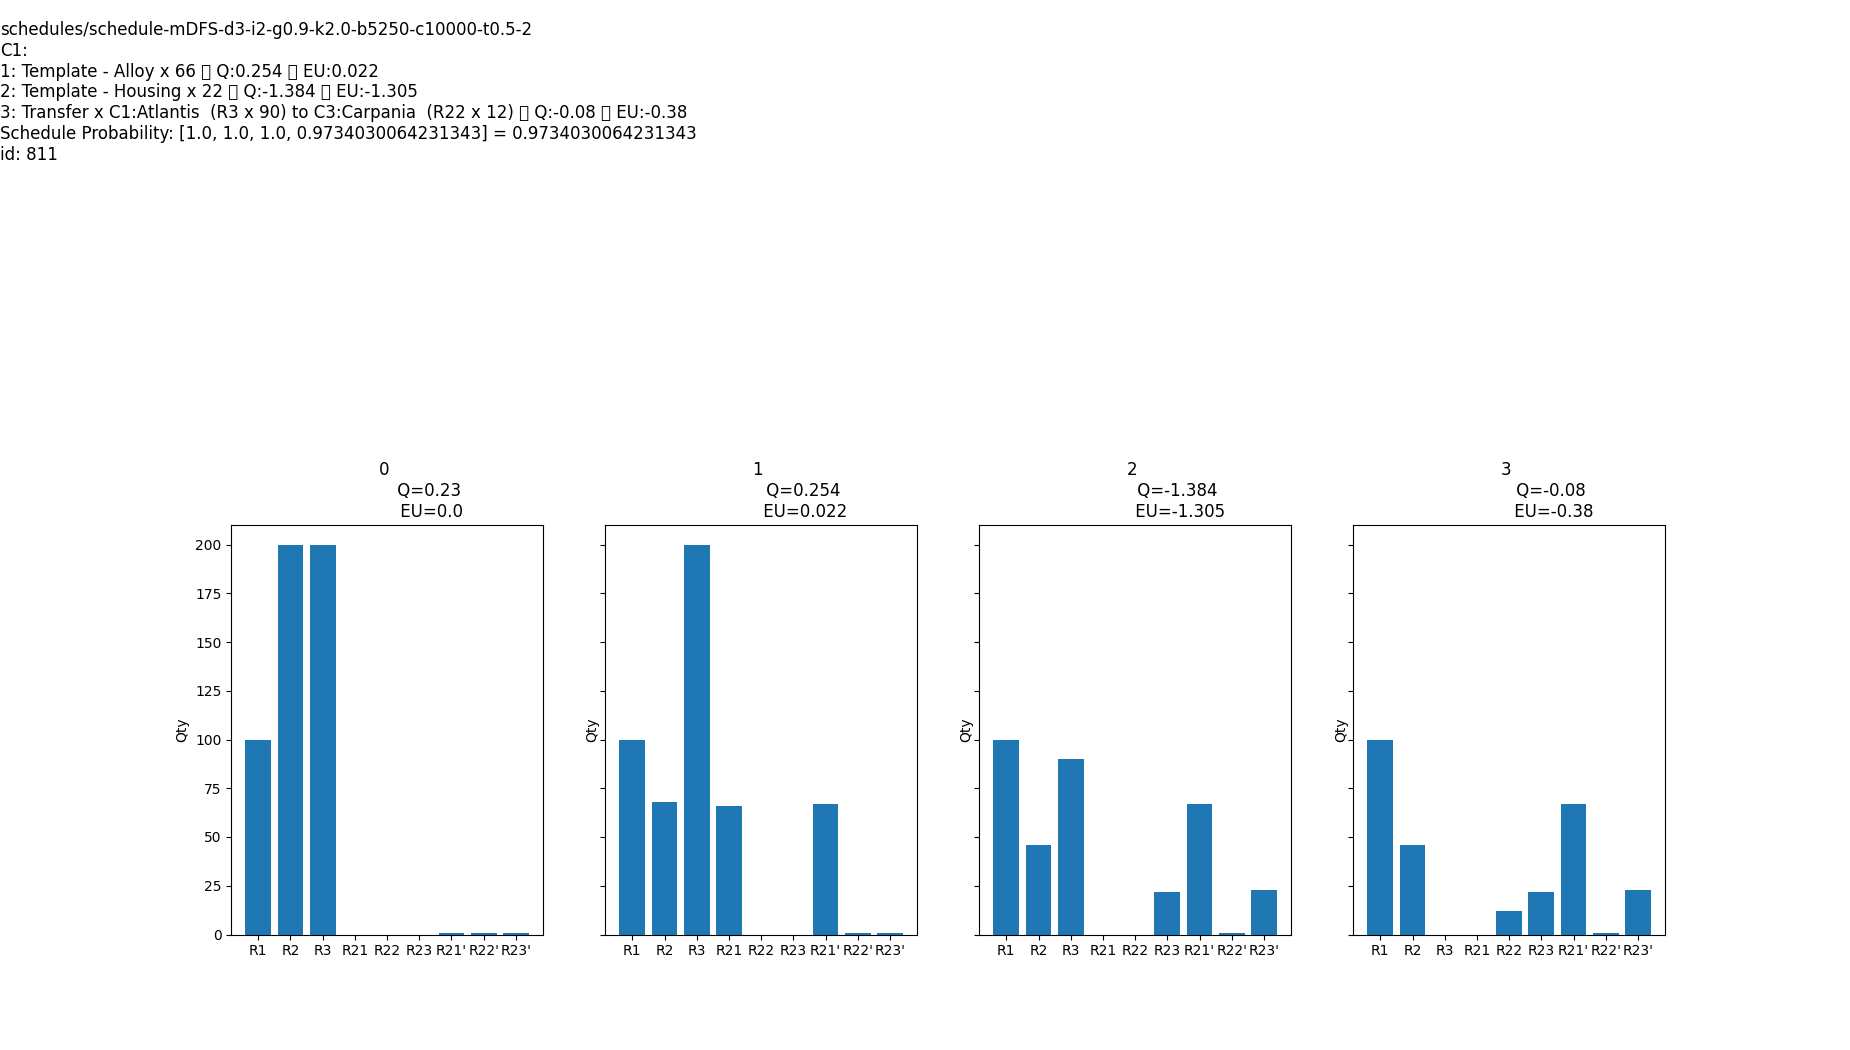 schedules/schedule-mDFS-d3-i2-g0.9-k2.0-b5250-c10000-t0.5-2
C1:
1: Template - Alloy x 66 ▯ Q:0.254 ▯ EU:0.022
2: Template - Housing x 22 ▯ Q:-1.384 ▯ EU:-1.305
3: Transfer x C1:Atlantis  (R3 x 90) to C3:Carpania  (R22 x 12) ▯ Q:-0.08 ▯ EU:-0.38
Schedule Probability: [1.0, 1.0, 1.0, 0.9734030064231343] = 0.9734030064231343
id: 811
0
Q=0.23
EU=0.0
Qty
200
175
150
125
100
75
50
25
0
R1 R2 R3 R21 R22 R23 R21' R22' R23'
1
Q=0.254
EU=0.022
Qty
R1 R2 R3 R21 R22 R23 R21' R22' R23'
2
Q=-1.384
EU=-1.305
Qty
R1 R2 R3 R21 R22 R23 R21' R22' R23'
3
Q=-0.08
EU=-0.38
Qty
R1 R2 R3 R21 R22 R23 R21' R22' R23'